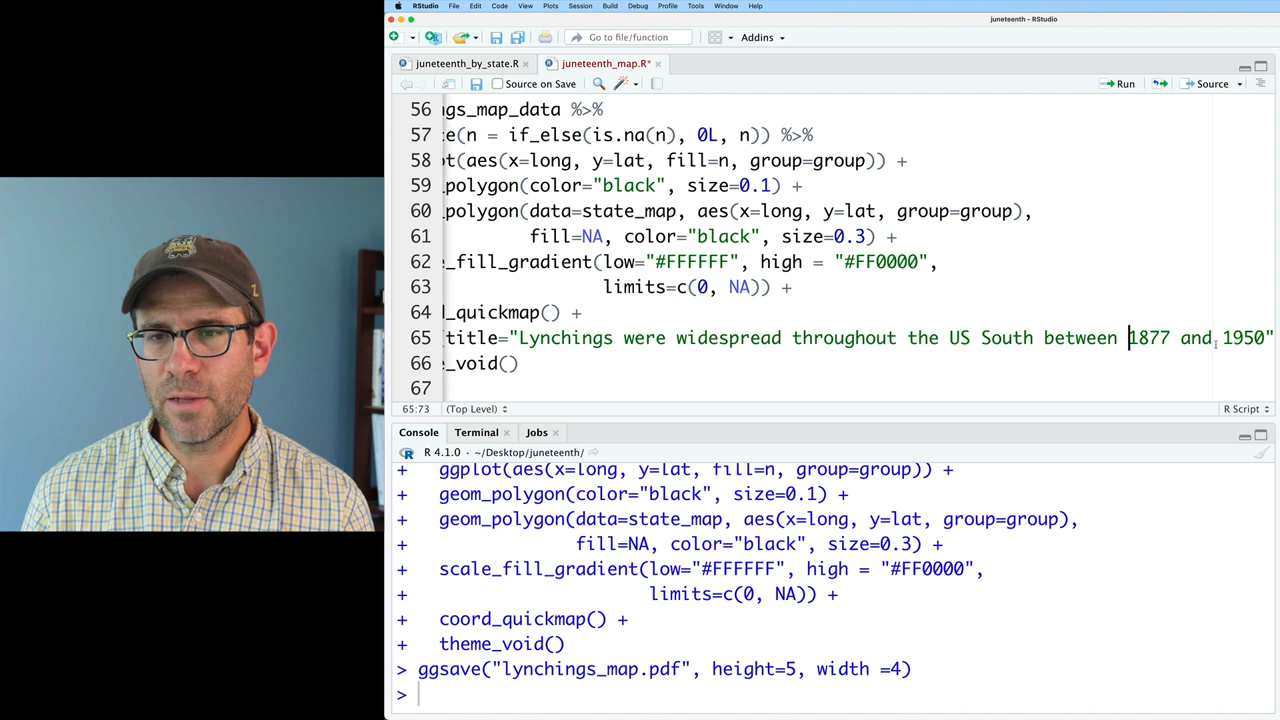 RStudio File Edit Code View Plots Session Build Debug Profile Tools Window Help
juneteenth - RStudio
Go to file/function Addins
juneteenth_by_state.R juneteenth_map.R*
Source on Save Run Source
56 ngs_map_data %>%
57 te(n = if_else(is.na(n), 0L, n)) %>%
58 ot(aes(x=long, y=lat, fill=n, group=group)) +
59 polygon(color="black", size=0.1) +
60 polygon(data=state_map, aes(x=long, y=lat, group=group),
61 fill=NA, color="black", size=0.3) +
62 e_fill_gradient(low="#FFFFFF", high = "#FF0000",
63 limits=c(0, NA)) +
64 d_quickmap() +
65 title="Lynchings were widespread throughout the US South between 1877 and 1950"
66 e_void()
67
65:73 (Top Level) R Script
Console Terminal Jobs
R 4.1.0 · ~/Desktop/juneteenth/
+ ggplot(aes(x=long, y=lat, fill=n, group=group)) +
+ geom_polygon(color="black", size=0.1) +
+ geom_polygon(data=state_map, aes(x=long, y=lat, group=group),
+ fill=NA, color="black", size=0.3) +
+ scale_fill_gradient(low="#FFFFFF", high = "#FF0000",
+ limits=c(0, NA)) +
+ coord_quickmap() +
+ theme_void()
> ggsave("lynchings_map.pdf", height=5, width =4)
>